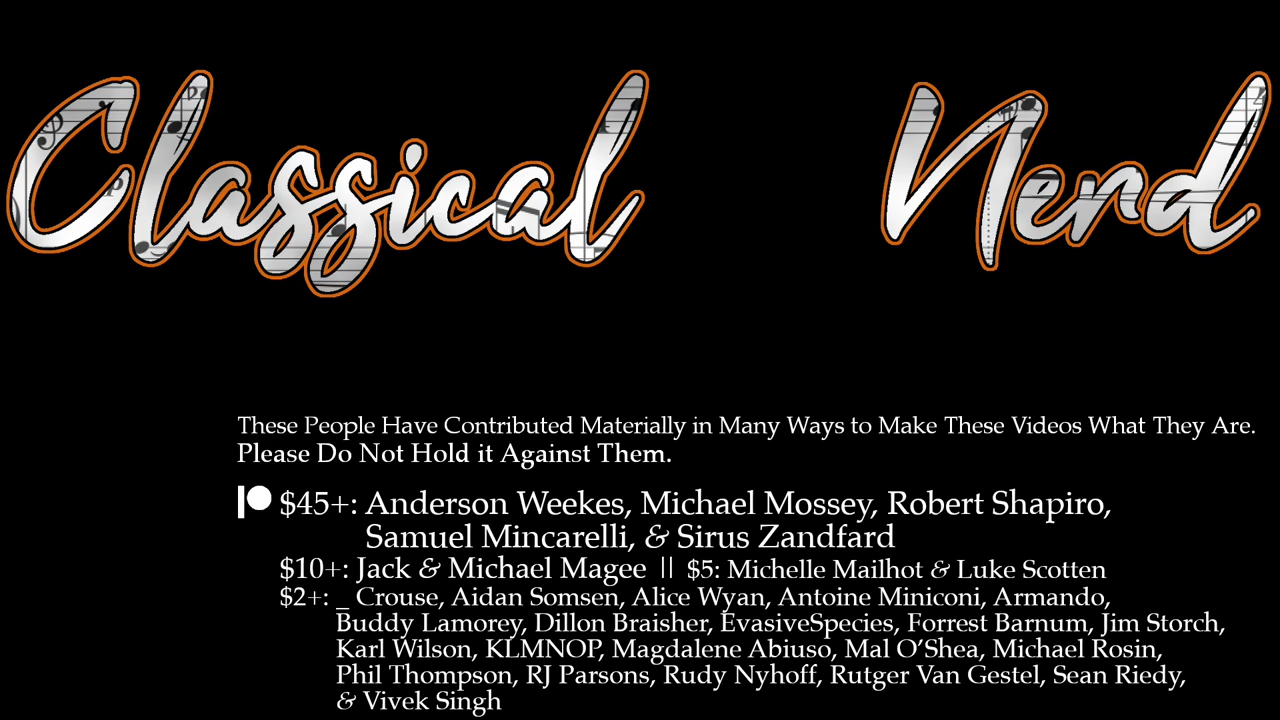 Classical Nerd
These People Have Contributed Materially in Many Ways to Make These Videos What They Are.
Please Do Not Hold it Against Them.
$45+: Anderson Weekes, Michael Mossey, Robert Shapiro,
Samuel Mincarelli, & Sirus Zandfard
$10+: Jack & Michael Magee || $5: Michelle Mailhot & Luke Scotten
$2+: _ Crouse, Aidan Somsen, Alice Wyan, Antoine Miniconi, Armando,
Buddy Lamorey, Dillon Braisher, EvasiveSpecies, Forrest Barnum, Jim Storch,
Karl Wilson, KLMNOP, Magdalene Abiuso, Mal O’Shea, Michael Rosin,
Phil Thompson, RJ Parsons, Rudy Nyhoff, Rutger Van Gestel, Sean Riedy,
& Vivek Singh